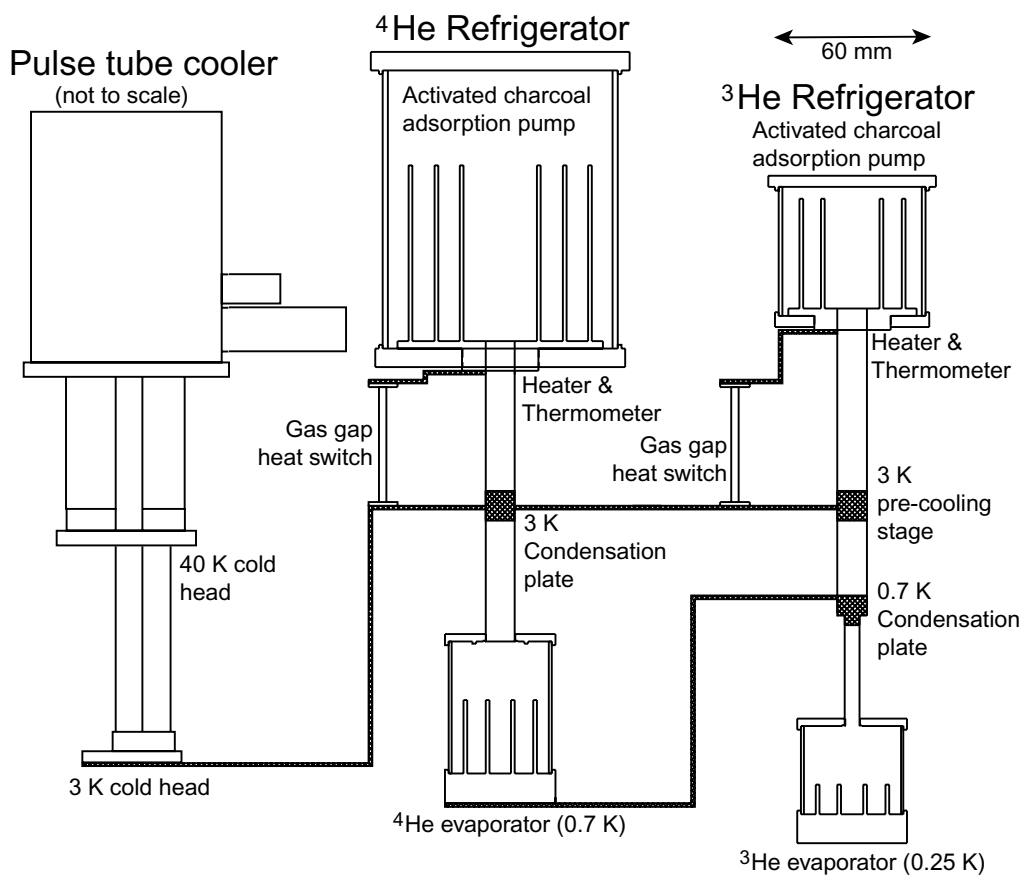 Pulse tube cooler
(not to scale)
⁴He Refrigerator
Activated charcoal
adsorption pump
60 mm
³He Refrigerator
Activated charcoal
adsorption pump
Heater &
Thermometer
Gas gap
heat switch
Heater &
Thermometer
Gas gap
heat switch
3 K
Condensation
plate
3 K
pre-cooling
stage
40 K cold
head
0.7 K
Condensation
plate
3 K cold head
⁴He evaporator (0.7 K)
³He evaporator (0.25 K)